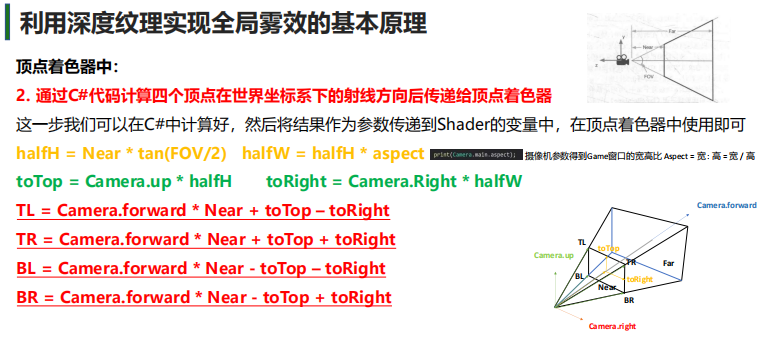 利用深度纹理实现全局雾效的基本原理
顶点着色器中：
2. 通过C#代码计算四个顶点在世界坐标系下的射线方向后传递给顶点着色器
这一步我们可以在C#中计算好，然后将结果作为参数传递到Shader的变量中，在顶点着色器中使用即可
halfH = Near * tan(FOV/2) halfW = halfH * aspect print(Camera.main.aspect); 摄像机参数得到Game窗口的宽高比 Aspect = 宽 : 高 = 宽 / 高
toTop = Camera.up * halfH toRight = Camera.Right * halfW
TL = Camera.forward * Near + toTop – toRight
TR = Camera.forward * Near + toTop + toRight
BL = Camera.forward * Near - toTop – toRight
BR = Camera.forward * Near - toTop + toRight
Far
Near
Y
Z
FOV
Camera.forward
TL
toTop
Camera.up
TR
Far
BL
toRight
Near
BR
Camera.right